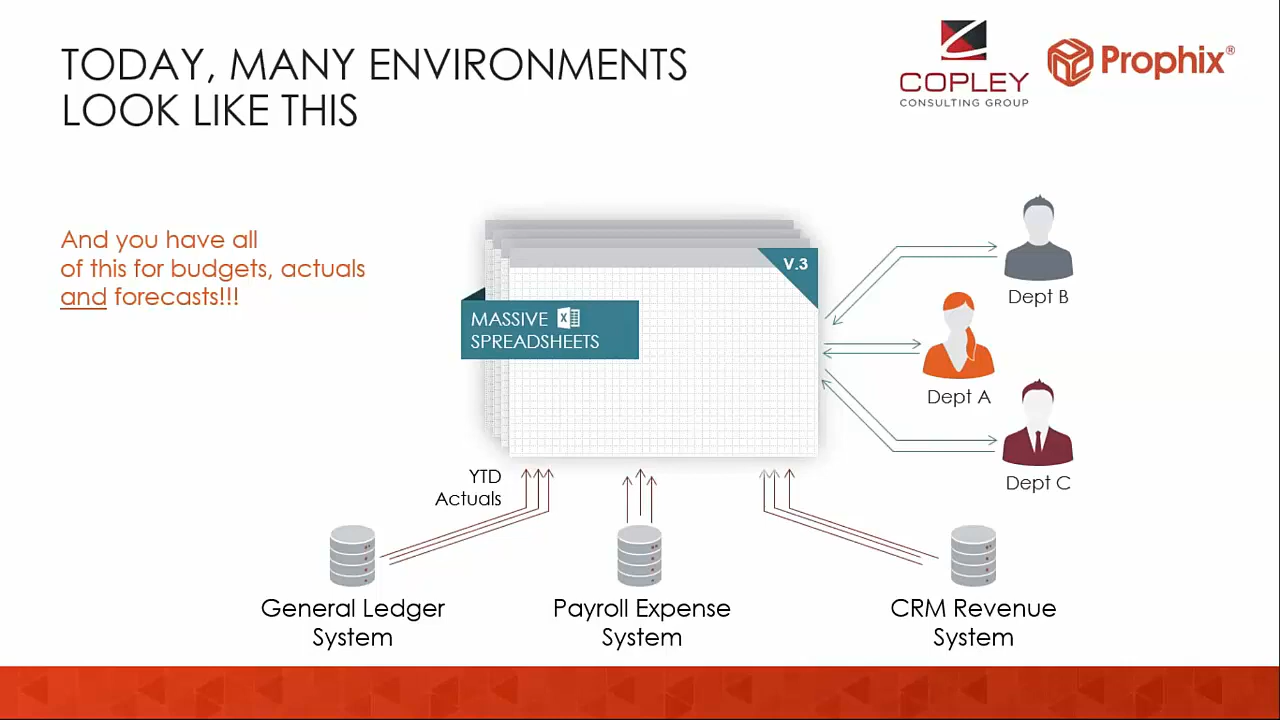 TODAY, MANY ENVIRONMENTS
LOOK LIKE THIS
COPLEY
CONSULTING GROUP
Prophix®
And you have all
of this for budgets, actuals
and forecasts!!!
V.3
MASSIVE
SPREADSHEETS
Dept B
Dept A
Dept C
YTD
Actuals
General Ledger
System
Payroll Expense
System
CRM Revenue
System